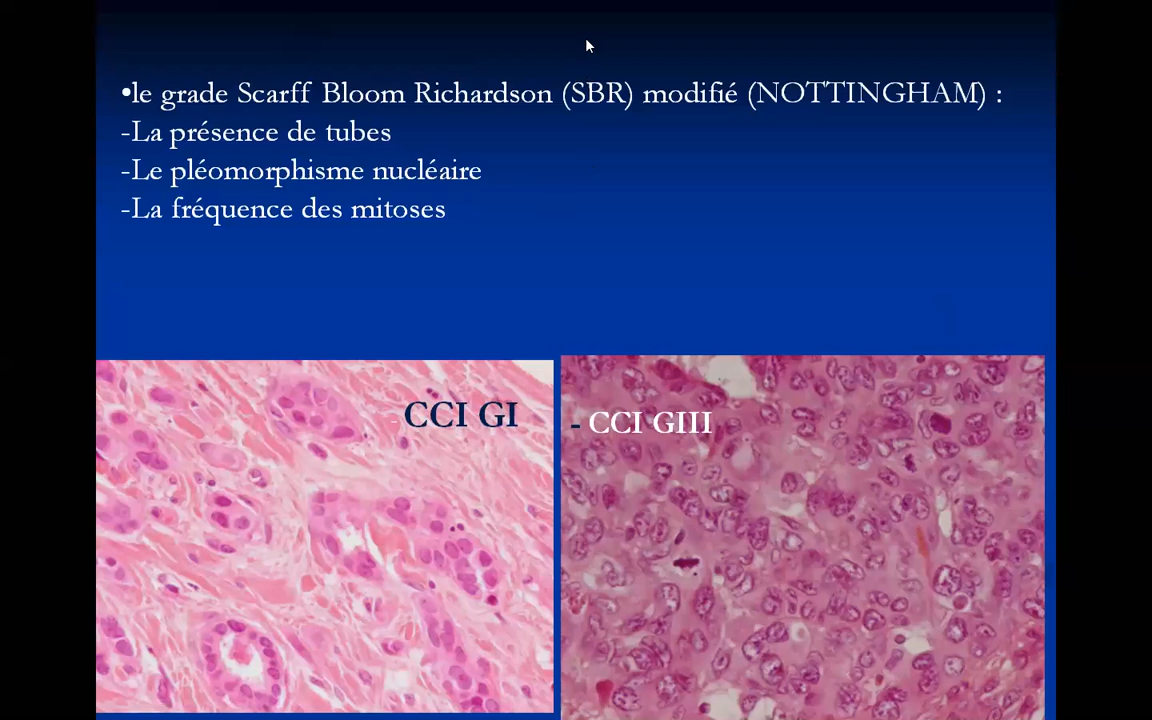 •le grade Scarff Bloom Richardson (SBR) modifié (NOTTINGHAM) :
-La présence de tubes
-Le pléomorphisme nucléaire
-La fréquence des mitoses
- CCI GI
- CCI GIII